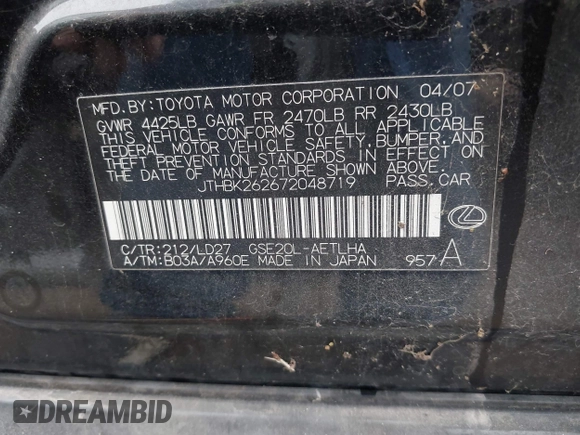 MFD.BY:TOYOTA MOTOR CORPORATION 04/07
GVWR 4425LB GAWR FR 2470LB RR 2430LB
THIS VEHICLE CONFORMS TO ALL APPLICABLE
FEDERAL MOTOR VEHICLE SAFETY,BUMPER,AND
THEFT PREVENTION STANDARDS IN EFFECT ON
THE DATE OF MANUFACTURE SHOWN ABOVE.
JTHBK262672048719 PASS.CAR
C/TR:212/LD27 GSE20L-AETLHA
A/TM:B03A/A960E MADE IN JAPAN 957 A
DREAMBID